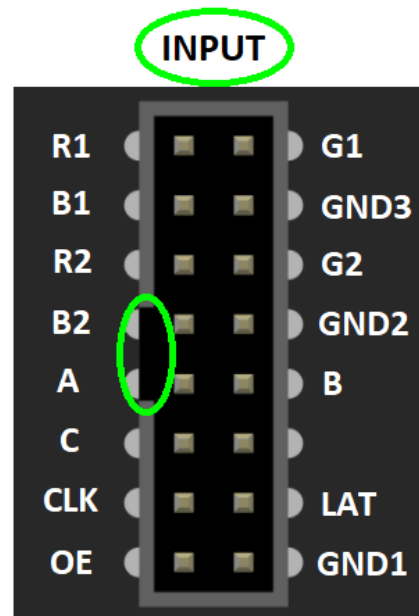 INPUT
R1 G1
B1 GND3
R2 G2
B2 GND2
A B
C
CLK LAT
OE GND1